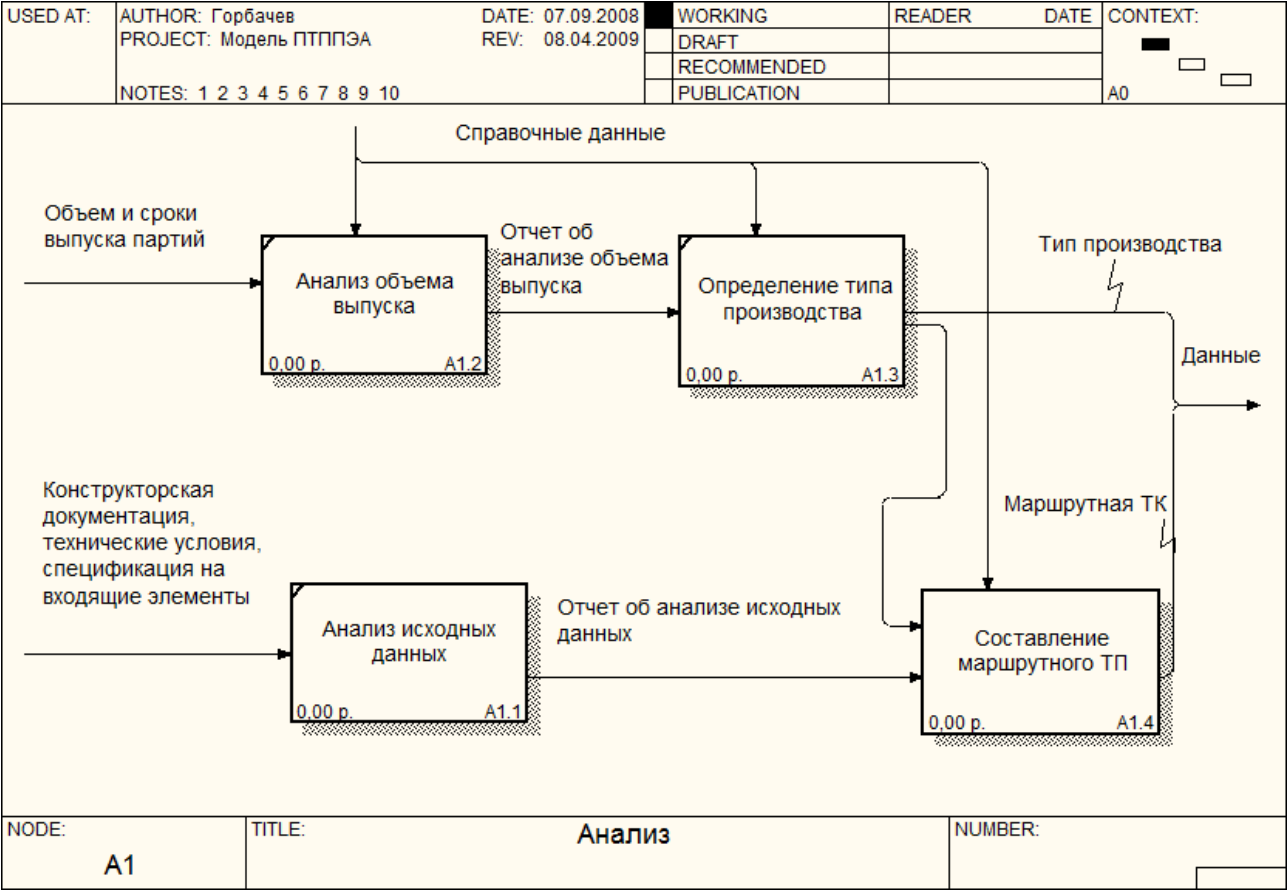 USED AT:
AUTHOR: Горбачев
DATE: 07.09.2008
PROJECT: Модель ПТППЭА
REV: 08.04.2009
NOTES: 1 2 3 4 5 6 7 8 9 10
WORKING
DRAFT
RECOMMENDED
PUBLICATION
READER DATE
CONTEXT:
A0
Справочные данные
Объем и сроки
выпуска партий
Анализ объема
выпуска
0,00 р. A1.2
Отчет об
анализе объема
выпуска
Определение типа
производства
0,00 р. A1.3
Тип производства
Данные
Конструкторская
документация,
технические условия,
спецификация на
входящие элементы
Анализ исходных
данных
0,00 р. A1.1
Отчет об анализе исходных
данных
Маршрутная ТК
Составление
маршрутного ТП
0,00 р. A1.4
NODE:
A1
TITLE:
Анализ
NUMBER: